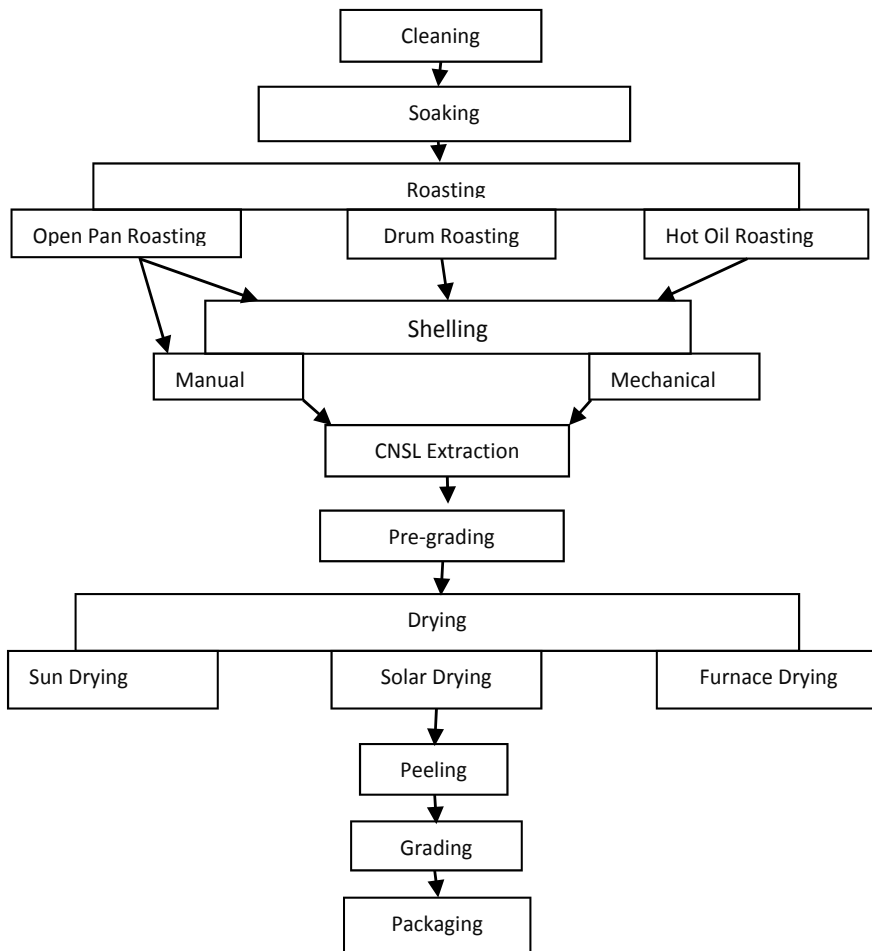 Cleaning
Soaking
Roasting
Open Pan Roasting
Drum Roasting
Hot Oil Roasting
Shelling
Manual
Mechanical
CNSL Extraction
Pre-grading
Drying
Sun Drying
Solar Drying
Furnace Drying
Peeling
Grading
Packaging